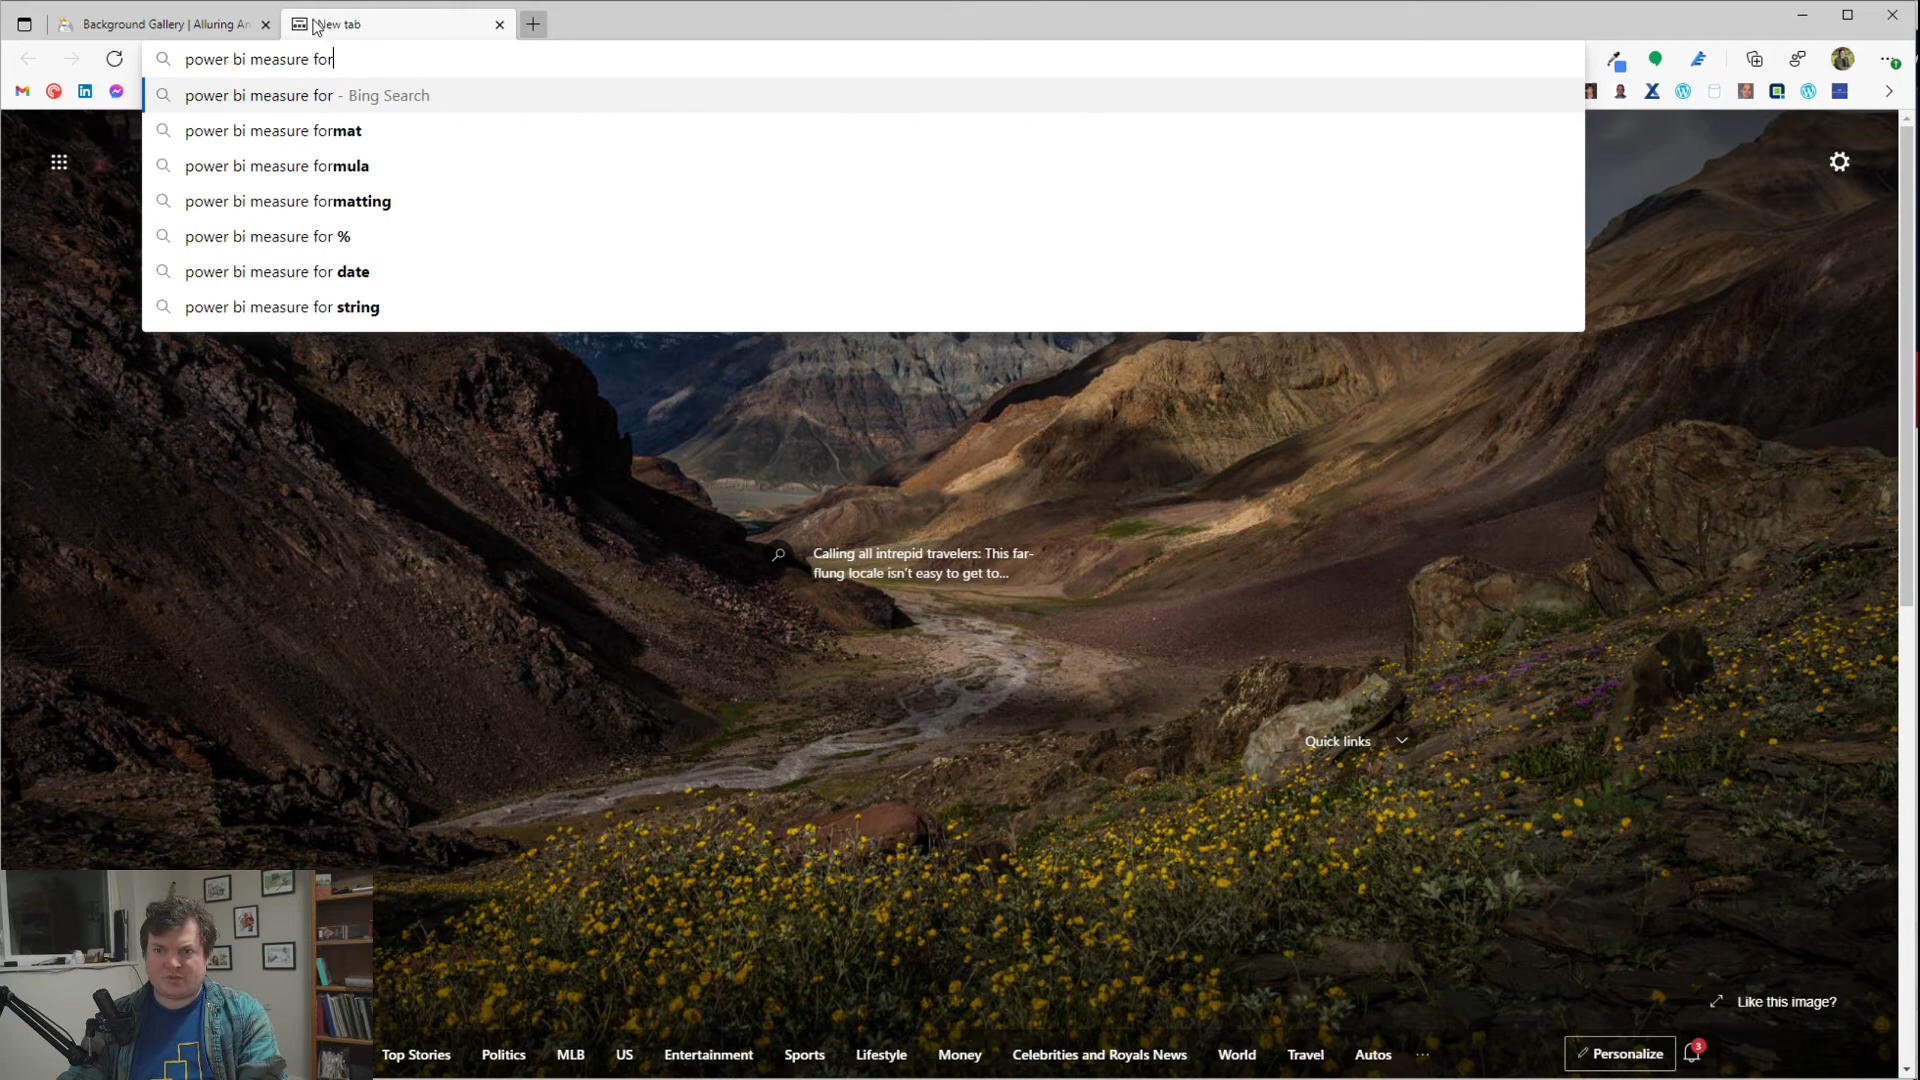 Background Gallery | Alluring An
New tab
power bi measure for
power bi measure for - Bing Search
power bi measure format
power bi measure formula
power bi measure formatting
power bi measure for %
power bi measure for date
power bi measure for string
Calling all intrepid travelers: This far-
flung locale isn't easy to get to...
Quick links
Like this image?
Top Stories Politics MLB US Entertainment Sports Lifestyle Money Celebrities and Royals News World Travel Autos ... Personalize 3